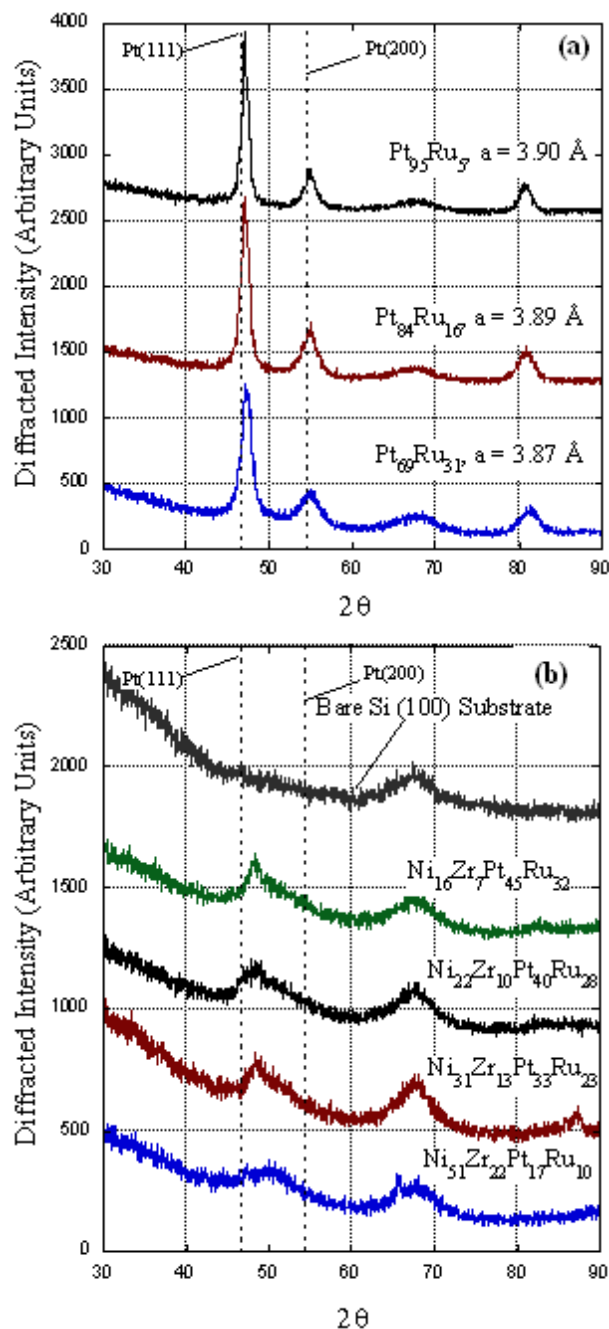 4000
3500
3000
2500
2000
1500
1000
500
0
Diffracted Intensity (Arbitrary Units)
Pt(111)
Pt(200)
(a)
Pt95Ru5, a = 3.90 Å
Pt84Ru16, a = 3.89 Å
Pt69Ru31, a = 3.87 Å
30 40 50 60 70 80 90
2θ
2500
2000
1500
1000
500
0
Diffracted Intensity (Arbitrary Units)
Pt(111)
Pt(200)
(b)
Bare Si (100) Substrate
Ni16Zr7Pt45Ru32
Ni22Zr10Pt40Ru28
Ni31Zr13Pt33Ru23
Ni51Zr22Pt17Ru10
30 40 50 60 70 80 90
2θ